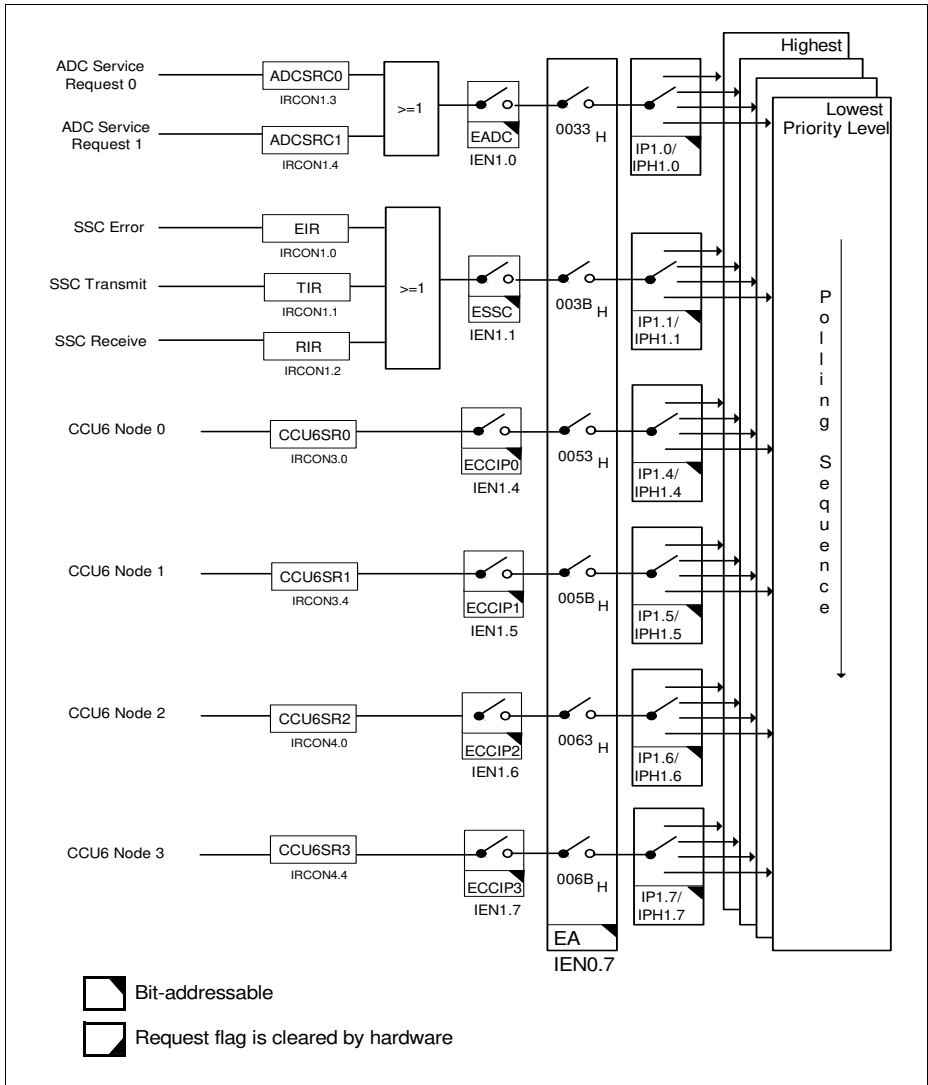 Highest
Lowest
Priority Level
ADC Service
Request 0
ADCSRC0
IRCON1.3
ADC Service
Request 1
ADCSRC1
IRCON1.4
>=1
EADC
IEN1.0
0033 H
IP1.0/
IPH1.0
SSC Error
EIR
IRCON1.0
SSC Transmit
TIR
IRCON1.1
SSC Receive
RIR
IRCON1.2
>=1
ESSC
IEN1.1
003B H
IP1.1/
IPH1.1
CCU6 Node 0
CCU6SR0
IRCON3.0
ECCIP0
IEN1.4
0053 H
IP1.4/
IPH1.4
CCU6 Node 1
CCU6SR1
IRCON3.4
ECCIP1
IEN1.5
005B H
IP1.5/
IPH1.5
CCU6 Node 2
CCU6SR2
IRCON4.0
ECCIP2
IEN1.6
0063 H
IP1.6/
IPH1.6
CCU6 Node 3
CCU6SR3
IRCON4.4
ECCIP3
IEN1.7
006B H
IP1.7/
IPH1.7
EA
IEN0.7
Polling Sequence
Bit-addressable
Request flag is cleared by hardware